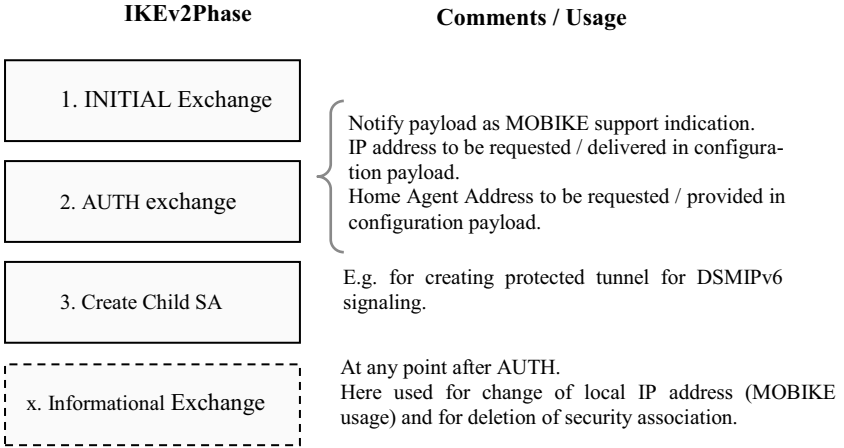 IKEv2Phase
Comments / Usage
1. INITIAL Exchange
Notify payload as MOBIKE support indication.
IP address to be requested / delivered in configura-
tion payload.
Home Agent Address to be requested / provided in
configuration payload.
2. AUTH exchange
3. Create Child SA
E.g. for creating protected tunnel for DSMIPv6
signaling.
x. Informational Exchange
At any point after AUTH.
Here used for change of local IP address (MOBIKE
usage) and for deletion of security association.